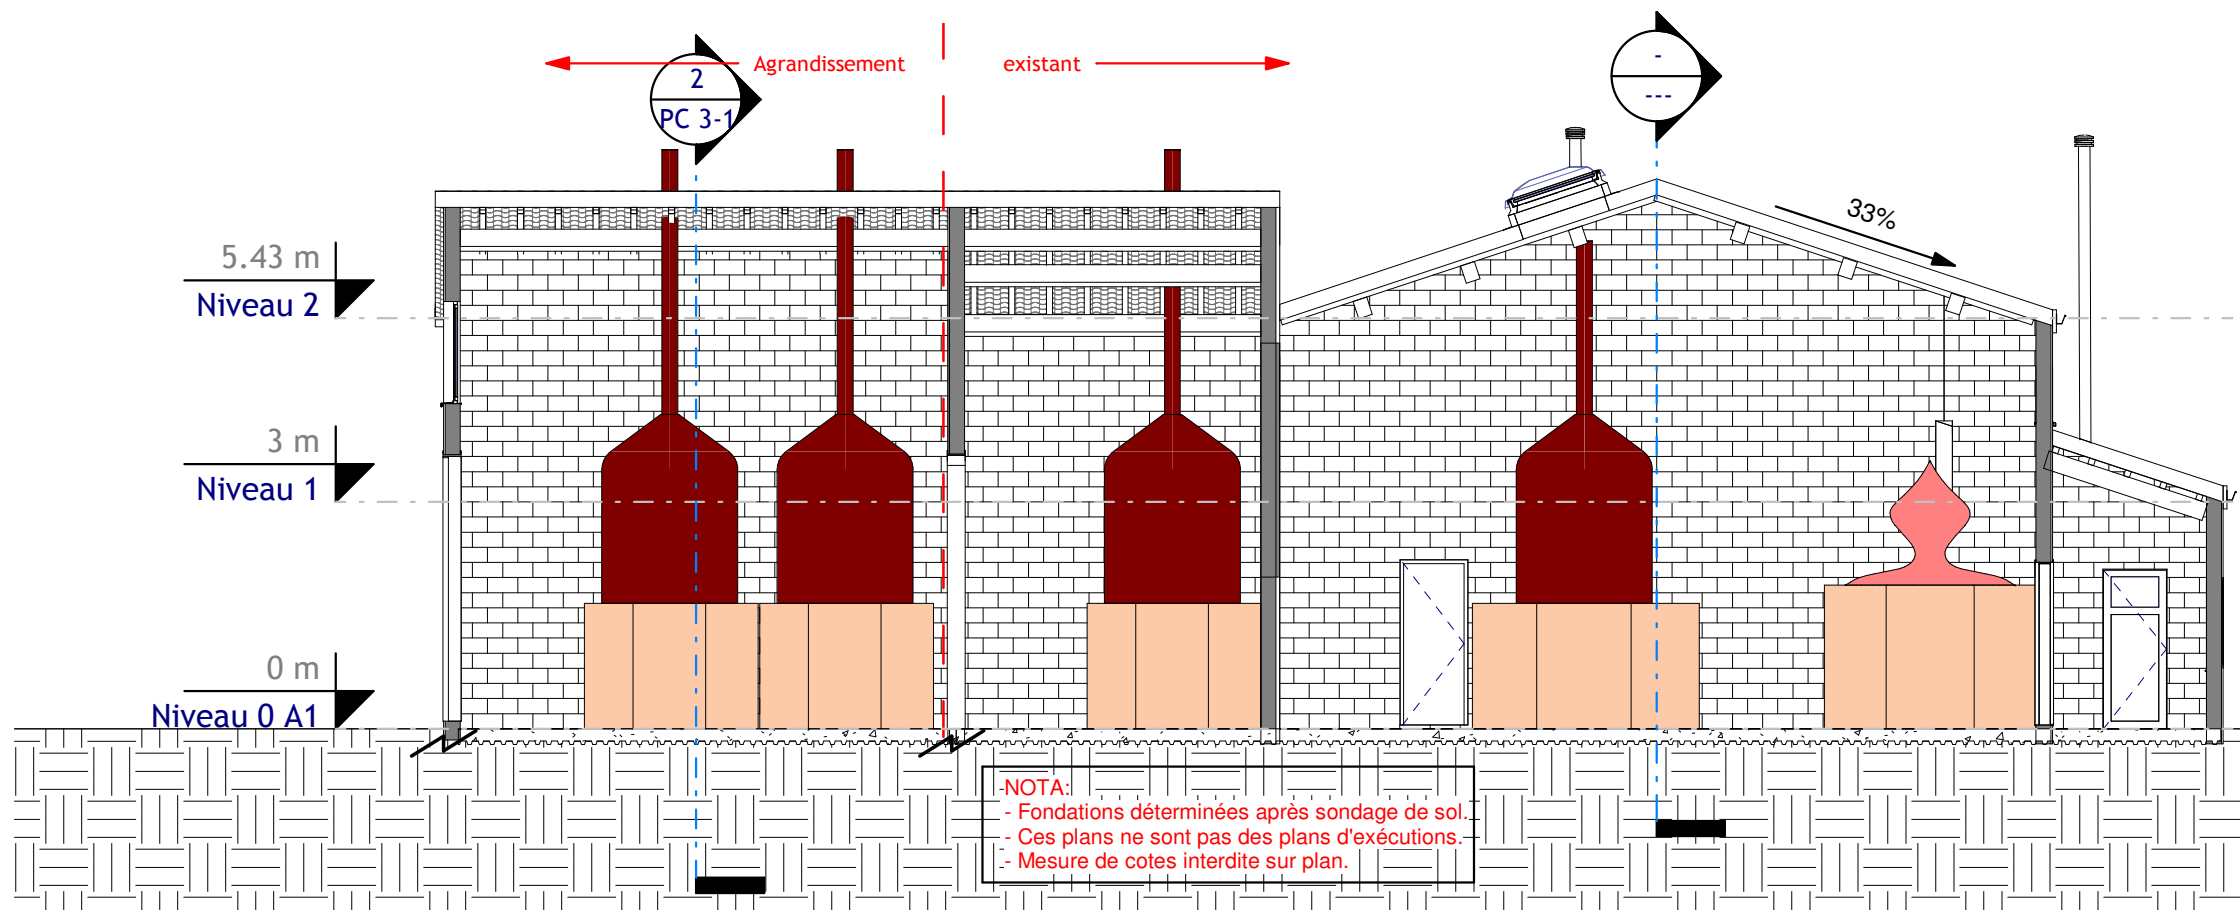 Agrandissement
existant
2
PC 3-1
-
---
33%
5.43 m
Niveau 2
3 m
Niveau 1
0 m
Niveau 0 A1
NOTA:
- Fondations déterminées après sondage de sol.
- Ces plans ne sont pas des plans d'exécutions.
- Mesure de cotes interdite sur plan.